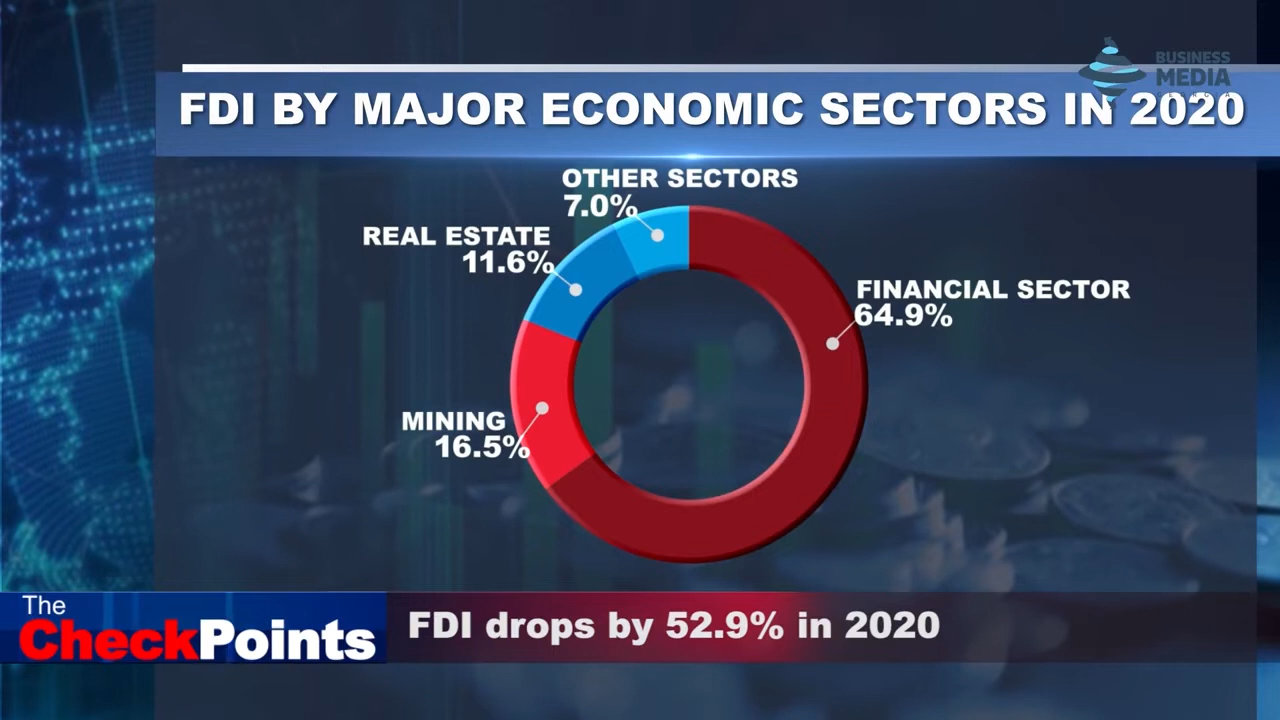 BUSINESS
MEDIA
GEORGIA
FDI BY MAJOR ECONOMIC SECTORS IN 2020
OTHER SECTORS
7.0%
REAL ESTATE
11.6%
FINANCIAL SECTOR
64.9%
MINING
16.5%
The
CheckPoints
FDI drops by 52.9% in 2020